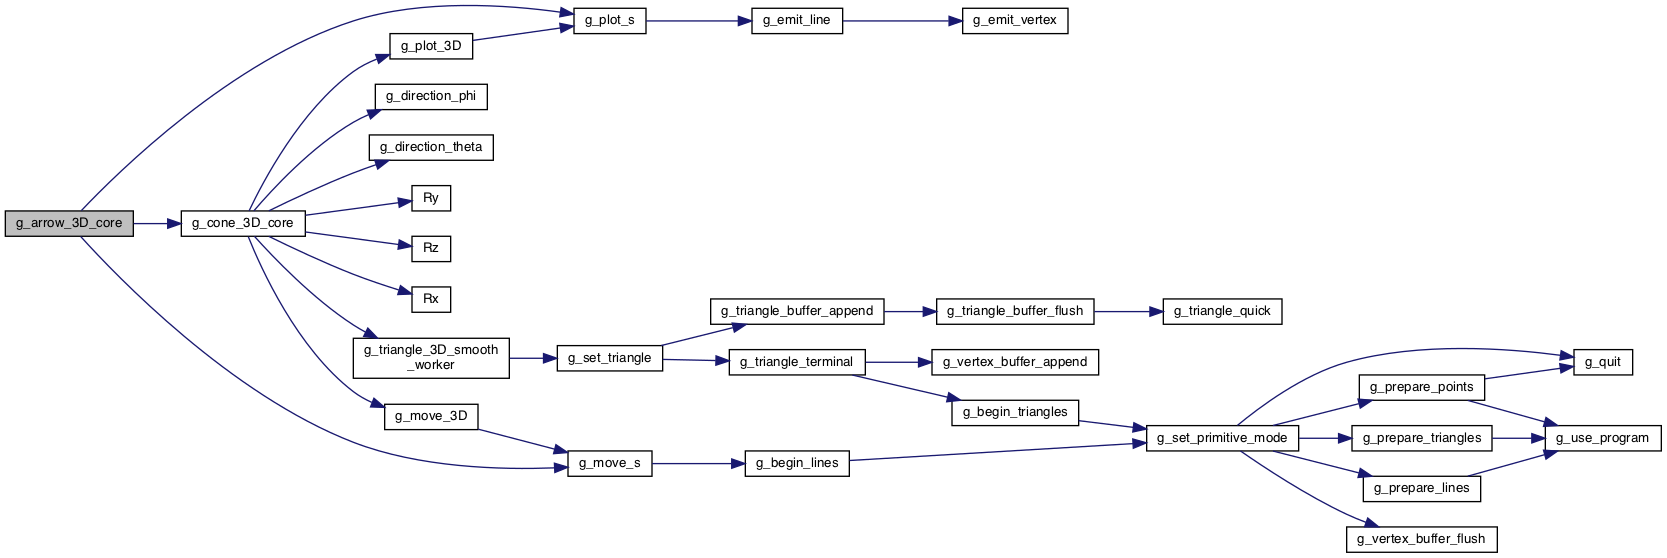 g_arrow_3D_core
g_cone_3D_core
g_plot_s
g_emit_line
g_emit_vertex
g_plot_3D
g_direction_phi
g_direction_theta
Ry
Rz
Rx
g_triangle_3D_smooth
_worker
g_move_3D
g_set_triangle
g_move_s
g_triangle_buffer_append
g_triangle_buffer_flush
g_triangle_quick
g_triangle_terminal
g_vertex_buffer_append
g_begin_triangles
g_begin_lines
g_set_primitive_mode
g_quit
g_prepare_points
g_prepare_triangles
g_use_program
g_prepare_lines
g_vertex_buffer_flush